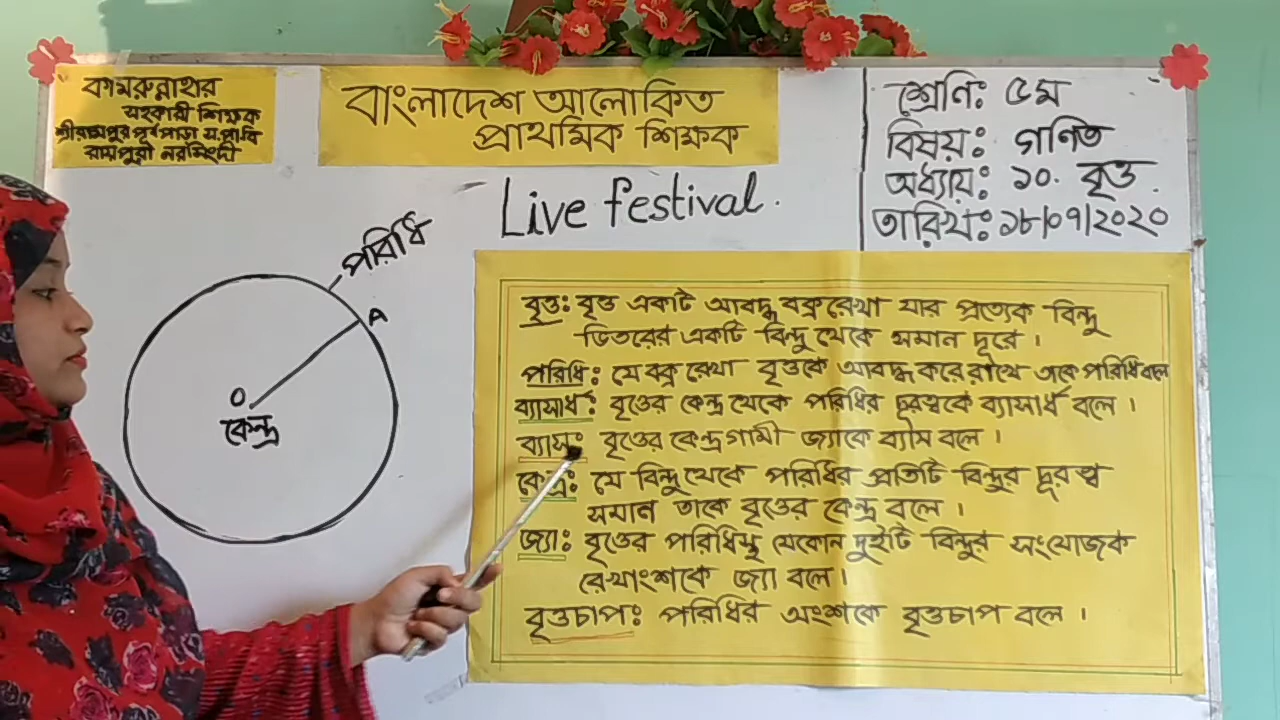 কামরুন্নাহার
সহকারী শিক্ষক
শ্রীরামপুর পূর্ব পাড়া স.প্রাবি
রায়পুরা নরসিংদী
বাংলাদেশ আলোকিত
প্রাথমিক শিক্ষক
Live festival.
শ্রেণি: ৫ম
বিষয়: গণিত
অধ্যায়: ১০. বৃত্ত.
তারিখ: ১৮/০৭/২০২০
পরিধি
A
O
কেন্দ্র
বৃত্ত: বৃত্ত একটি আবদ্ধ বক্ররেখা যার প্রত্যেক বিন্দু
ভিতরের একটি বিন্দু থেকে সমান দূরে।
পরিধি: যে বক্র রেখা বৃত্তকে আবদ্ধ করে রাখে তাকে পরিধি বলে
ব্যাসার্ধ: বৃত্তের কেন্দ্র থেকে পরিধির দূরত্বকে ব্যাসার্ধ বলে।
ব্যাস: বৃত্তের কেন্দ্রগামী জ্যাকে ব্যাস বলে।
কেন্দ্র: যে বিন্দু থেকে পরিধির প্রতিটি বিন্দুর দূরত্ব
সমান তাকে বৃত্তের কেন্দ্র বলে।
জ্যা: বৃত্তের পরিধিস্থ যেকোন দুইটি বিন্দুর সংযোজক
রেখাংশকে জ্যা বলে।
বৃত্তচাপ: পরিধির অংশকে বৃত্তচাপ বলে।